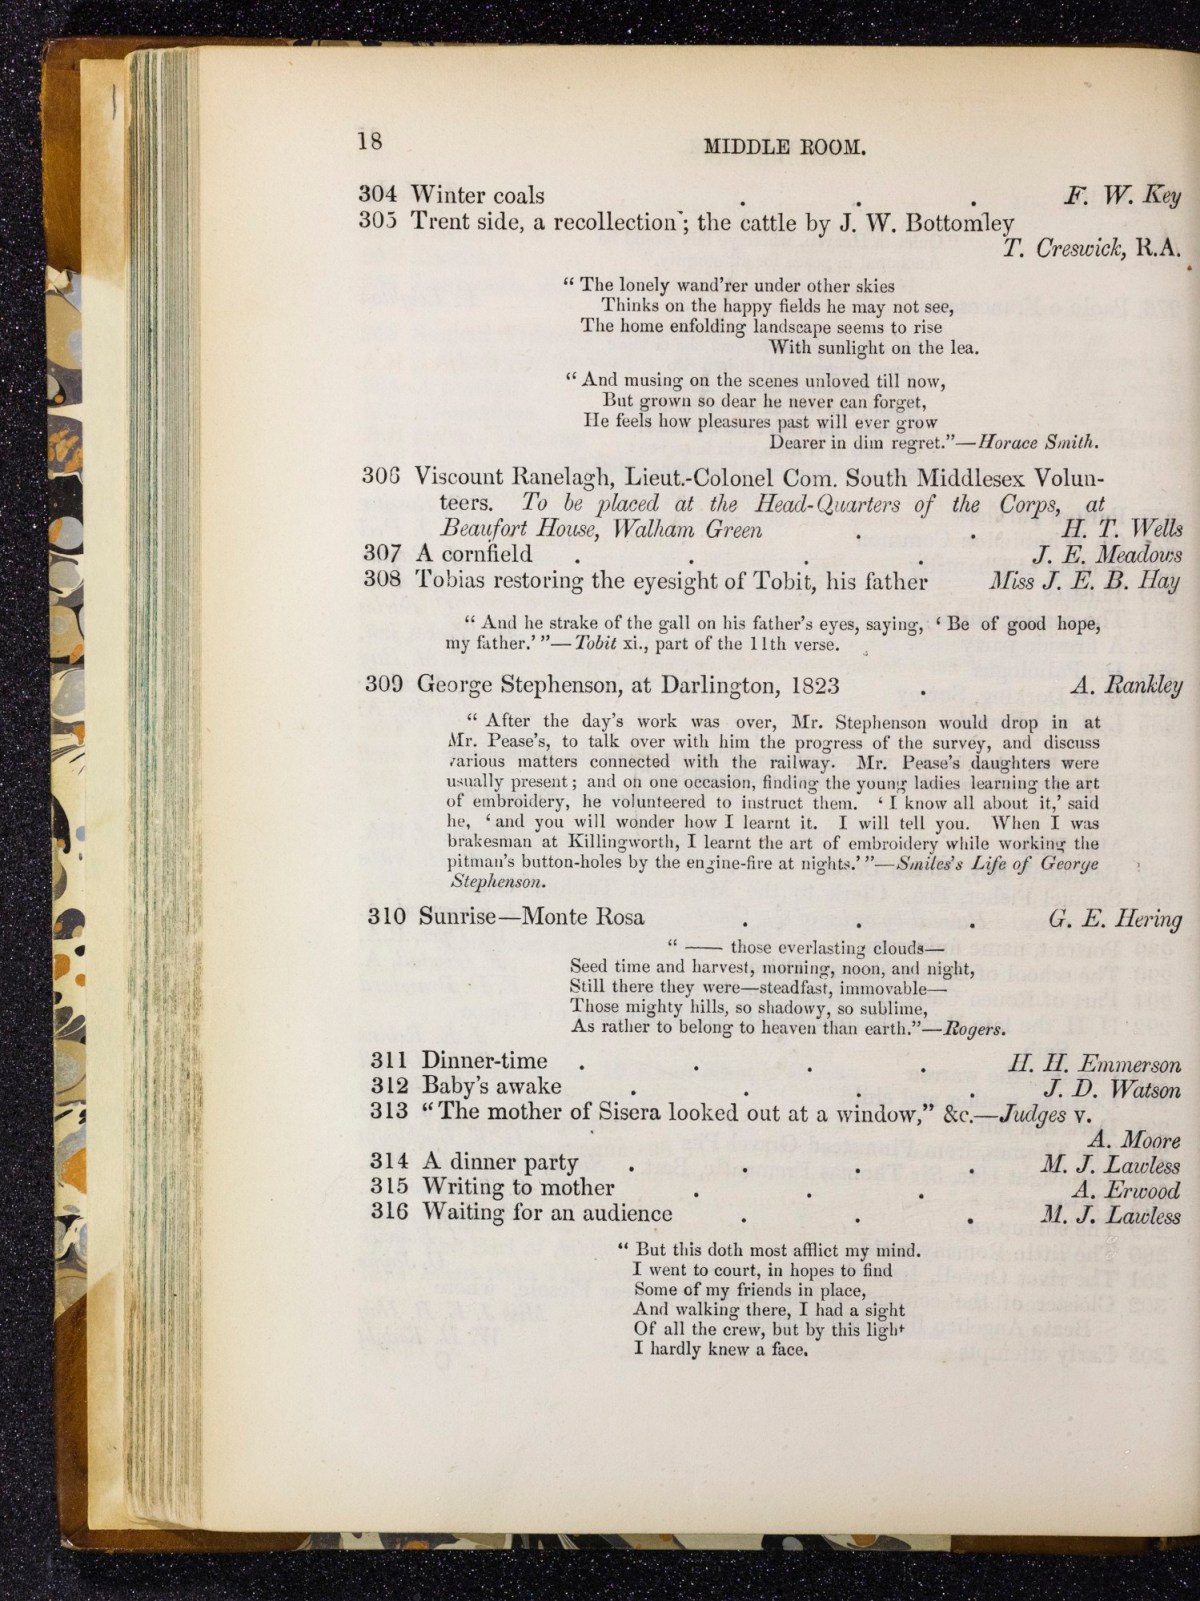 18
MIDDLE ROOM.
304 Winter coals . . . F. W. Key
305 Trent side, a recollection; the cattle by J. W. Bottomley
T. Creswick, R.A.
“ The lonely wand'rer under other skies
Thinks on the happy fields he may not see,
The home enfolding landscape seems to rise
With sunlight on the lea.
“ And musing on the scenes unloved till now,
But grown so dear he never can forget,
He feels how pleasures past will ever grow
Dearer in dim regret.”—Horace Smith.
306 Viscount Ranelagh, Lieut.-Colonel Com. South Middlesex Volun-
teers. To be placed at the Head-Quarters of the Corps, at
Beaufort House, Walham Green . . H. T. Wells
307 A cornfield . . . . J. E. Meadows
308 Tobias restoring the eyesight of Tobit, his father Miss J. E. B. Hay
“ And he strake of the gall on his father's eyes, saying, ‘ Be of good hope,
my father.’ ”—Tobit xi., part of the 11th verse.
309 George Stephenson, at Darlington, 1823 . A. Rankley
“ After the day's work was over, Mr. Stephenson would drop in at
Mr. Pease's, to talk over with him the progress of the survey, and discuss
various matters connected with the railway. Mr. Pease's daughters were
usually present; and on one occasion, finding the young ladies learning the art
of embroidery, he volunteered to instruct them. ‘ I know all about it,’ said
he, ‘ and you will wonder how I learnt it. I will tell you. When I was
brakesman at Killingworth, I learnt the art of embroidery while working the
pitman's button-holes by the engine-fire at nights.’ ”—Smiles's Life of George
Stephenson.
310 Sunrise—Monte Rosa . . . G. E. Hering
“ —— those everlasting clouds—
Seed time and harvest, morning, noon, and night,
Still there they were—steadfast, immovable—
Those mighty hills, so shadowy, so sublime,
As rather to belong to heaven than earth.”—Rogers.
311 Dinner-time . . . . H. H. Emmerson
312 Baby's awake . . . . J. D. Watson
313 “ The mother of Sisera looked out at a window,” &c.—Judges v.
A. Moore
314 A dinner party . . . . M. J. Lawless
315 Writing to mother . . . A. Erwood
316 Waiting for an audience . . . M. J. Lawless
“ But this doth most afflict my mind.
I went to court, in hopes to find
Some of my friends in place,
And walking there, I had a sight
Of all the crew, but by this light
I hardly knew a face.